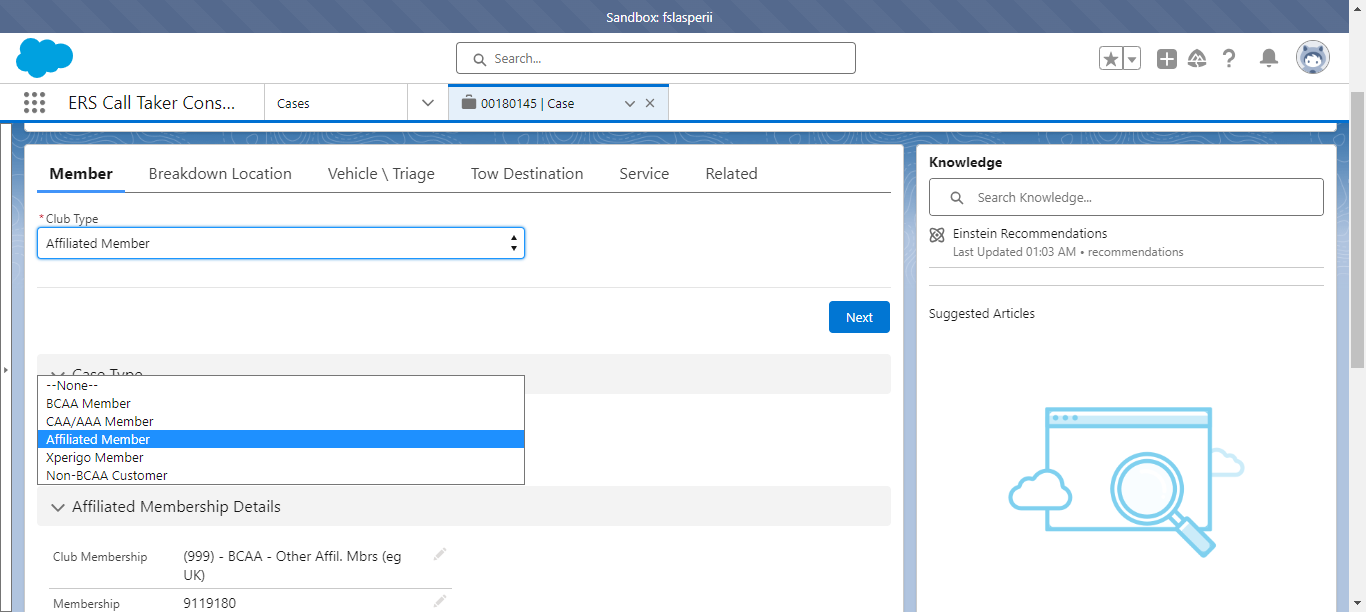 Sandbox: fslasperii
Search...
ERS Call Taker Cons...
Cases
00180145 | Case
Member
Breakdown Location
Vehicle \ Triage
Tow Destination
Service
Related
* Club Type
Affiliated Member
Next
Case Type
--None--
BCAA Member
CAA/AAA Member
Affiliated Member
Xperigo Member
Non-BCAA Customer
Affiliated Membership Details
Club Membership
(999) - BCAA - Other Affil. Mbrs (eg
UK)
Membership
9119180
Knowledge
Search Knowledge...
Einstein Recommendations
Last Updated 01:03 AM • recommendations
Suggested Articles